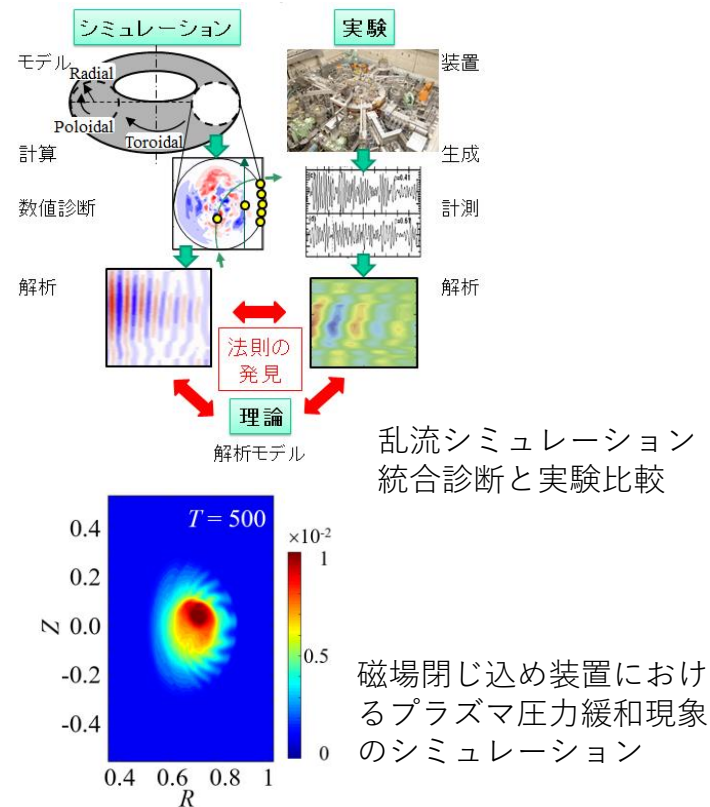 シミュレーション
実験
モデル
装置
Radial
Poloidal
Toroidal
計算
生成
数値診断
計測
解析
解析
法則の
発見
理論
解析モデル
乱流シミュレーション
統合診断と実験比較
T = 500
×10⁻²
0.4
0.2
Z 0.0
-0.2
-0.4
1
0.5
0
0.4 0.6 0.8 1
R
磁場閉じ込め装置におけ
るプラズマ圧力緩和現象
のシミュレーション